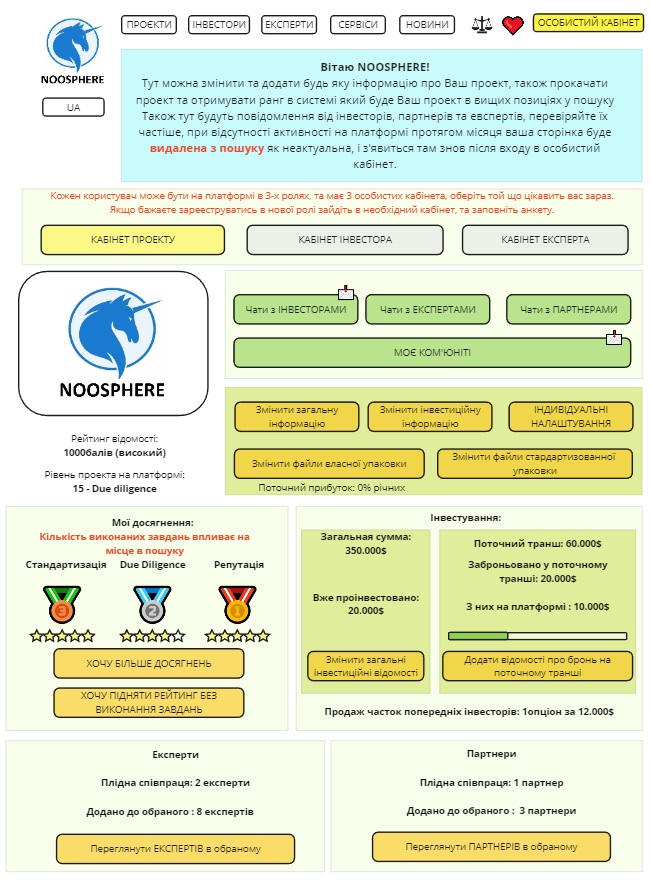 ПРОЄКТИ
ІНВЕСТОРИ
ЕКСПЕРТИ
СЕРВІСИ
НОВИНИ
ОСОБИСТИЙ КАБІНЕТ
NOOSPHERE
UA
Вітаю NOOSPHERE!
Тут можна змінити та додати будь яку інформацію про Ваш проект, також прокачати
проект та отримувати ранг в системі який буде Ваш проект в вищих позиціях у пошуку
Також тут будуть повідомлення від інвесторів, партнерів та евспертів, перевіряйте їх
частіше, при відсутності активності на платформі протягом місяця ваша сторінка буде
видалена з пошуку як неактуальна, і з'явиться там знов після входу в особистий
кабінет.
Кожен користувач може бути на платформі в 3-х ролях, та має 3 особистих кабінета, оберіть той що цікавить вас зараз.
Якщо бажаєте зареєструватись в нової ролі зайдіть в необхідний кабінет, та заповніть анкету.
КАБІНЕТ ПРОЕКТУ
КАБІНЕТ ІНВЕСТОРА
КАБІНЕТ ЕКСПЕРТА
NOOSPHERE
Чати з ІНВЕСТОРАМИ
Чати з ЕКСПЕРТАМИ
Чати з ПАРТНЕРАМИ
МОЄ КОМ'ЮНІТІ
Змінити загальну
інформацію
Змінити інвестиційну
інформацію
ІНДИВІДУАЛЬНІ
НАЛАШТУВАННЯ
Змінити файли власної упаковки
Змінити файли стандартизованної
упаковки
Поточний прибуток: 0% річних
Рейтинг відомості:
1000балів (високий)
Рівень проекта на платформі:
15 - Due diligence
Мої досягнення:
Кількість виконаних завдань впливає на
місце в пошуку
Стандартизація
Due Diligence
Репутація
3
2
1
ХОЧУ БІЛЬШЕ ДОСЯГНЕНЬ
ХОЧУ ПІДНЯТИ РЕЙТИНГ БЕЗ
ВИКОНАННЯ ЗАВДАНЬ
Інвестування:
Загальная сумма:
350.000$
Вже проінвестовано:
20.000$
Змінити загальні
інвестиційні відомості
Поточний транш: 60.000$
Заброньовано у поточному
транші: 20.000$
З них на платформі : 10.000$
Додати відомості про бронь на
поточному транші
Продаж часток попередніх інвесторів: 1опціон за 12.000$
Експерти
Плідна співпраця: 2 експерти
Додано до обраного : 8 експертів
Переглянути ЕКСПЕРТІВ в обраному
Партнери
Плідна співпраця: 1 партнер
Додано до обраного : 3 партнери
Переглянути ПАРТНЕРІВ в обраному